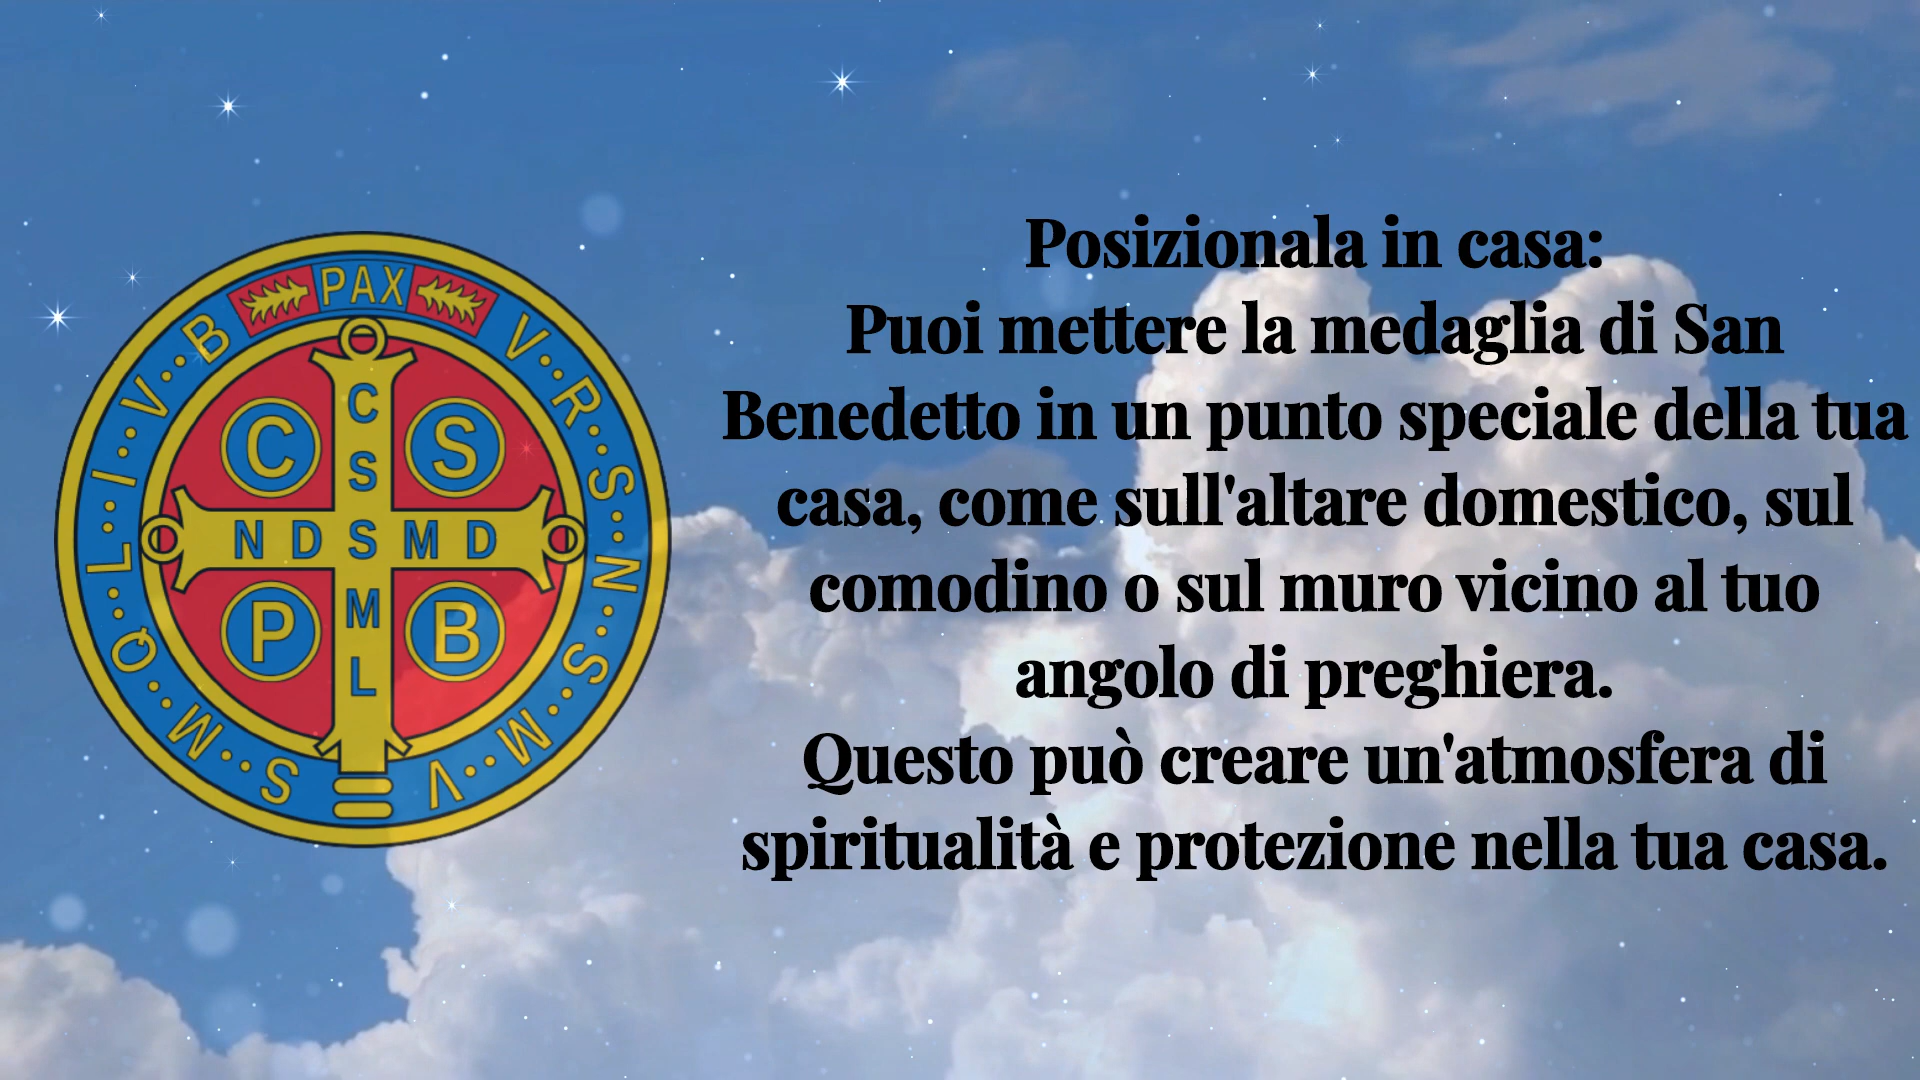 PAX
V··R··S··N··S··M··V
S··M··Q··L··I··V··B
C S
C
S
S
M
L
N D S M D
P B
Posizionala in casa:
Puoi mettere la medaglia di San
Benedetto in un punto speciale della tua
casa, come sull'altare domestico, sul
comodino o sul muro vicino al tuo
angolo di preghiera.
Questo può creare un'atmosfera di
spiritualità e protezione nella tua casa.